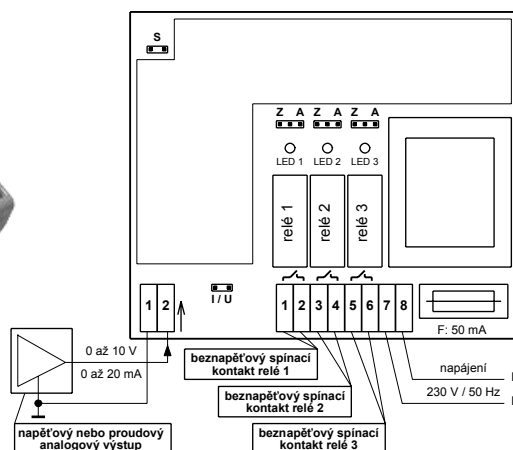 S
Z A Z A Z A
LED 1 LED 2 LED 3
relé 1
relé 2
relé 3
I / U
1 2
1 2 3 4 5 6 7 8
F: 50 mA
0 až 10 V
0 až 20 mA
beznapěťový spínací
kontakt relé 1
napájení
230 V / 50 Hz
beznapěťový spínací
kontakt relé 2
napěťový nebo proudový
analogový výstup
beznapěťový spínací
kontakt relé 3